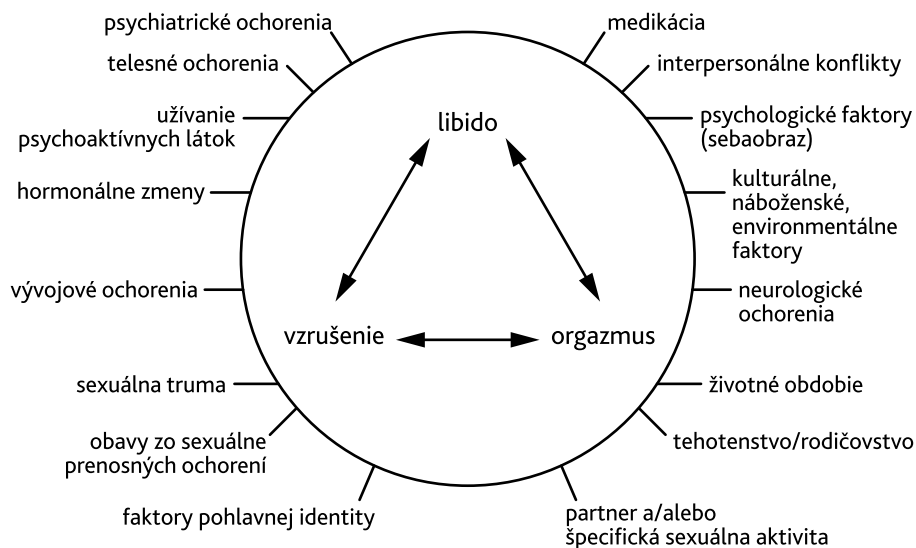 psychiatrické ochorenia
medikácia
telesné ochorenia
interpersonálne konflikty
užívanie
psychoaktívnych látok
psychologické faktory
(sebaobraz)
libido
hormonálne zmeny
kulturálne,
náboženské,
environmentálne
faktory
vývojové ochorenia
neurologické
ochorenia
vzrušenie
orgazmus
sexuálna truma
životné obdobie
obavy zo sexuálne
prenosných ochorení
tehotenstvo/rodičovstvo
faktory pohlavnej identity
partner a/alebo
špecifická sexuálna aktivita